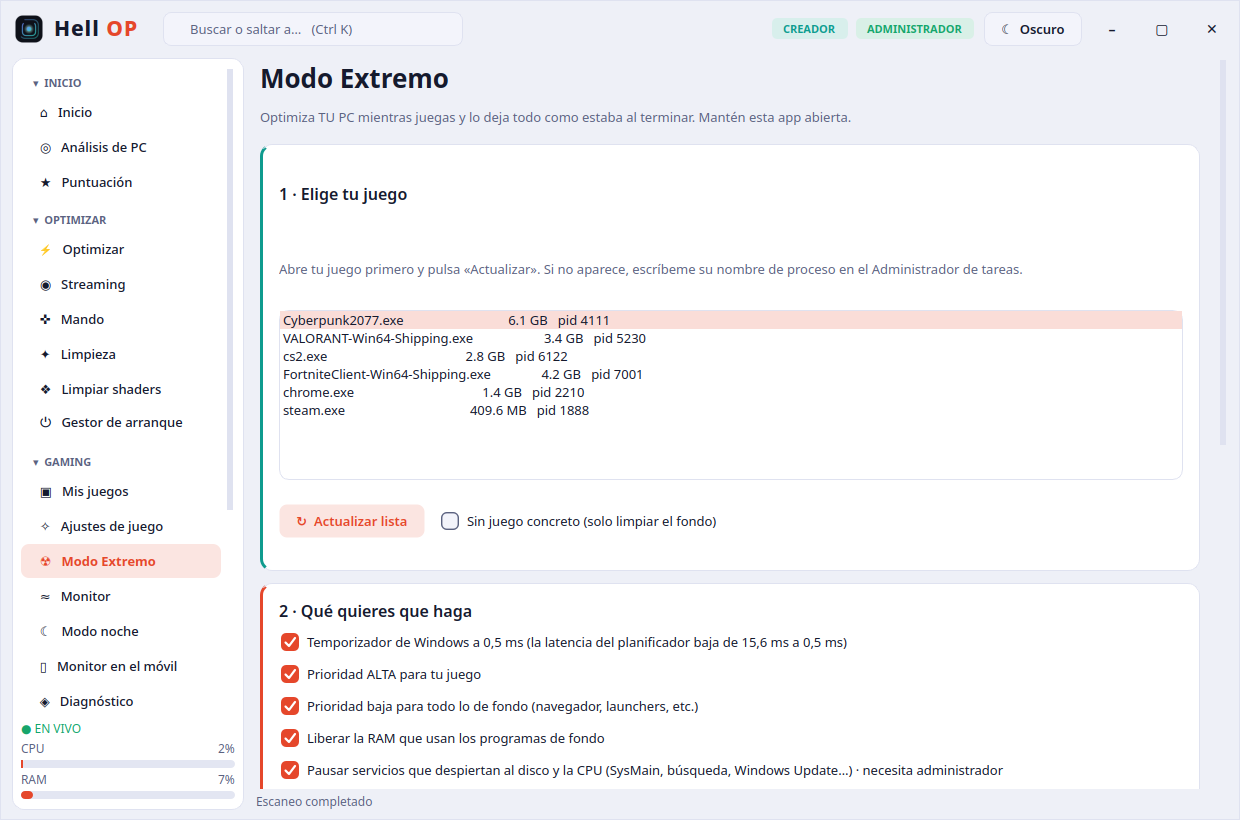 Hell OP
Buscar o saltar a... (Ctrl K)
CREADOR
ADMINISTRADOR
Oscuro
INICIO
Inicio
Análisis de PC
Puntuación
OPTIMIZAR
Optimizar
Streaming
Mando
Limpieza
Limpiar shaders
Gestor de arranque
GAMING
Mis juegos
Ajustes de juego
Modo Extremo
Monitor
Modo noche
Monitor en el móvil
Diagnóstico
EN VIVO
CPU 2%
RAM 7%
Modo Extremo
Optimiza TU PC mientras juegas y lo deja todo como estaba al terminar. Mantén esta app abierta.
1 · Elige tu juego
Abre tu juego primero y pulsa «Actualizar». Si no aparece, escríbeme su nombre de proceso en el Administrador de tareas.
Cyberpunk2077.exe 6.1 GB pid 4111
VALORANT-Win64-Shipping.exe 3.4 GB pid 5230
cs2.exe 2.8 GB pid 6122
FortniteClient-Win64-Shipping.exe 4.2 GB pid 7001
chrome.exe 1.4 GB pid 2210
steam.exe 409.6 MB pid 1888
Actualizar lista
Sin juego concreto (solo limpiar el fondo)
2 · Qué quieres que haga
Temporizador de Windows a 0,5 ms (la latencia del planificador baja de 15,6 ms a 0,5 ms)
Prioridad ALTA para tu juego
Prioridad baja para todo lo de fondo (navegador, launchers, etc.)
Liberar la RAM que usan los programas de fondo
Pausar servicios que despiertan al disco y la CPU (SysMain, búsqueda, Windows Update...) · necesita administrador
Escaneo completado